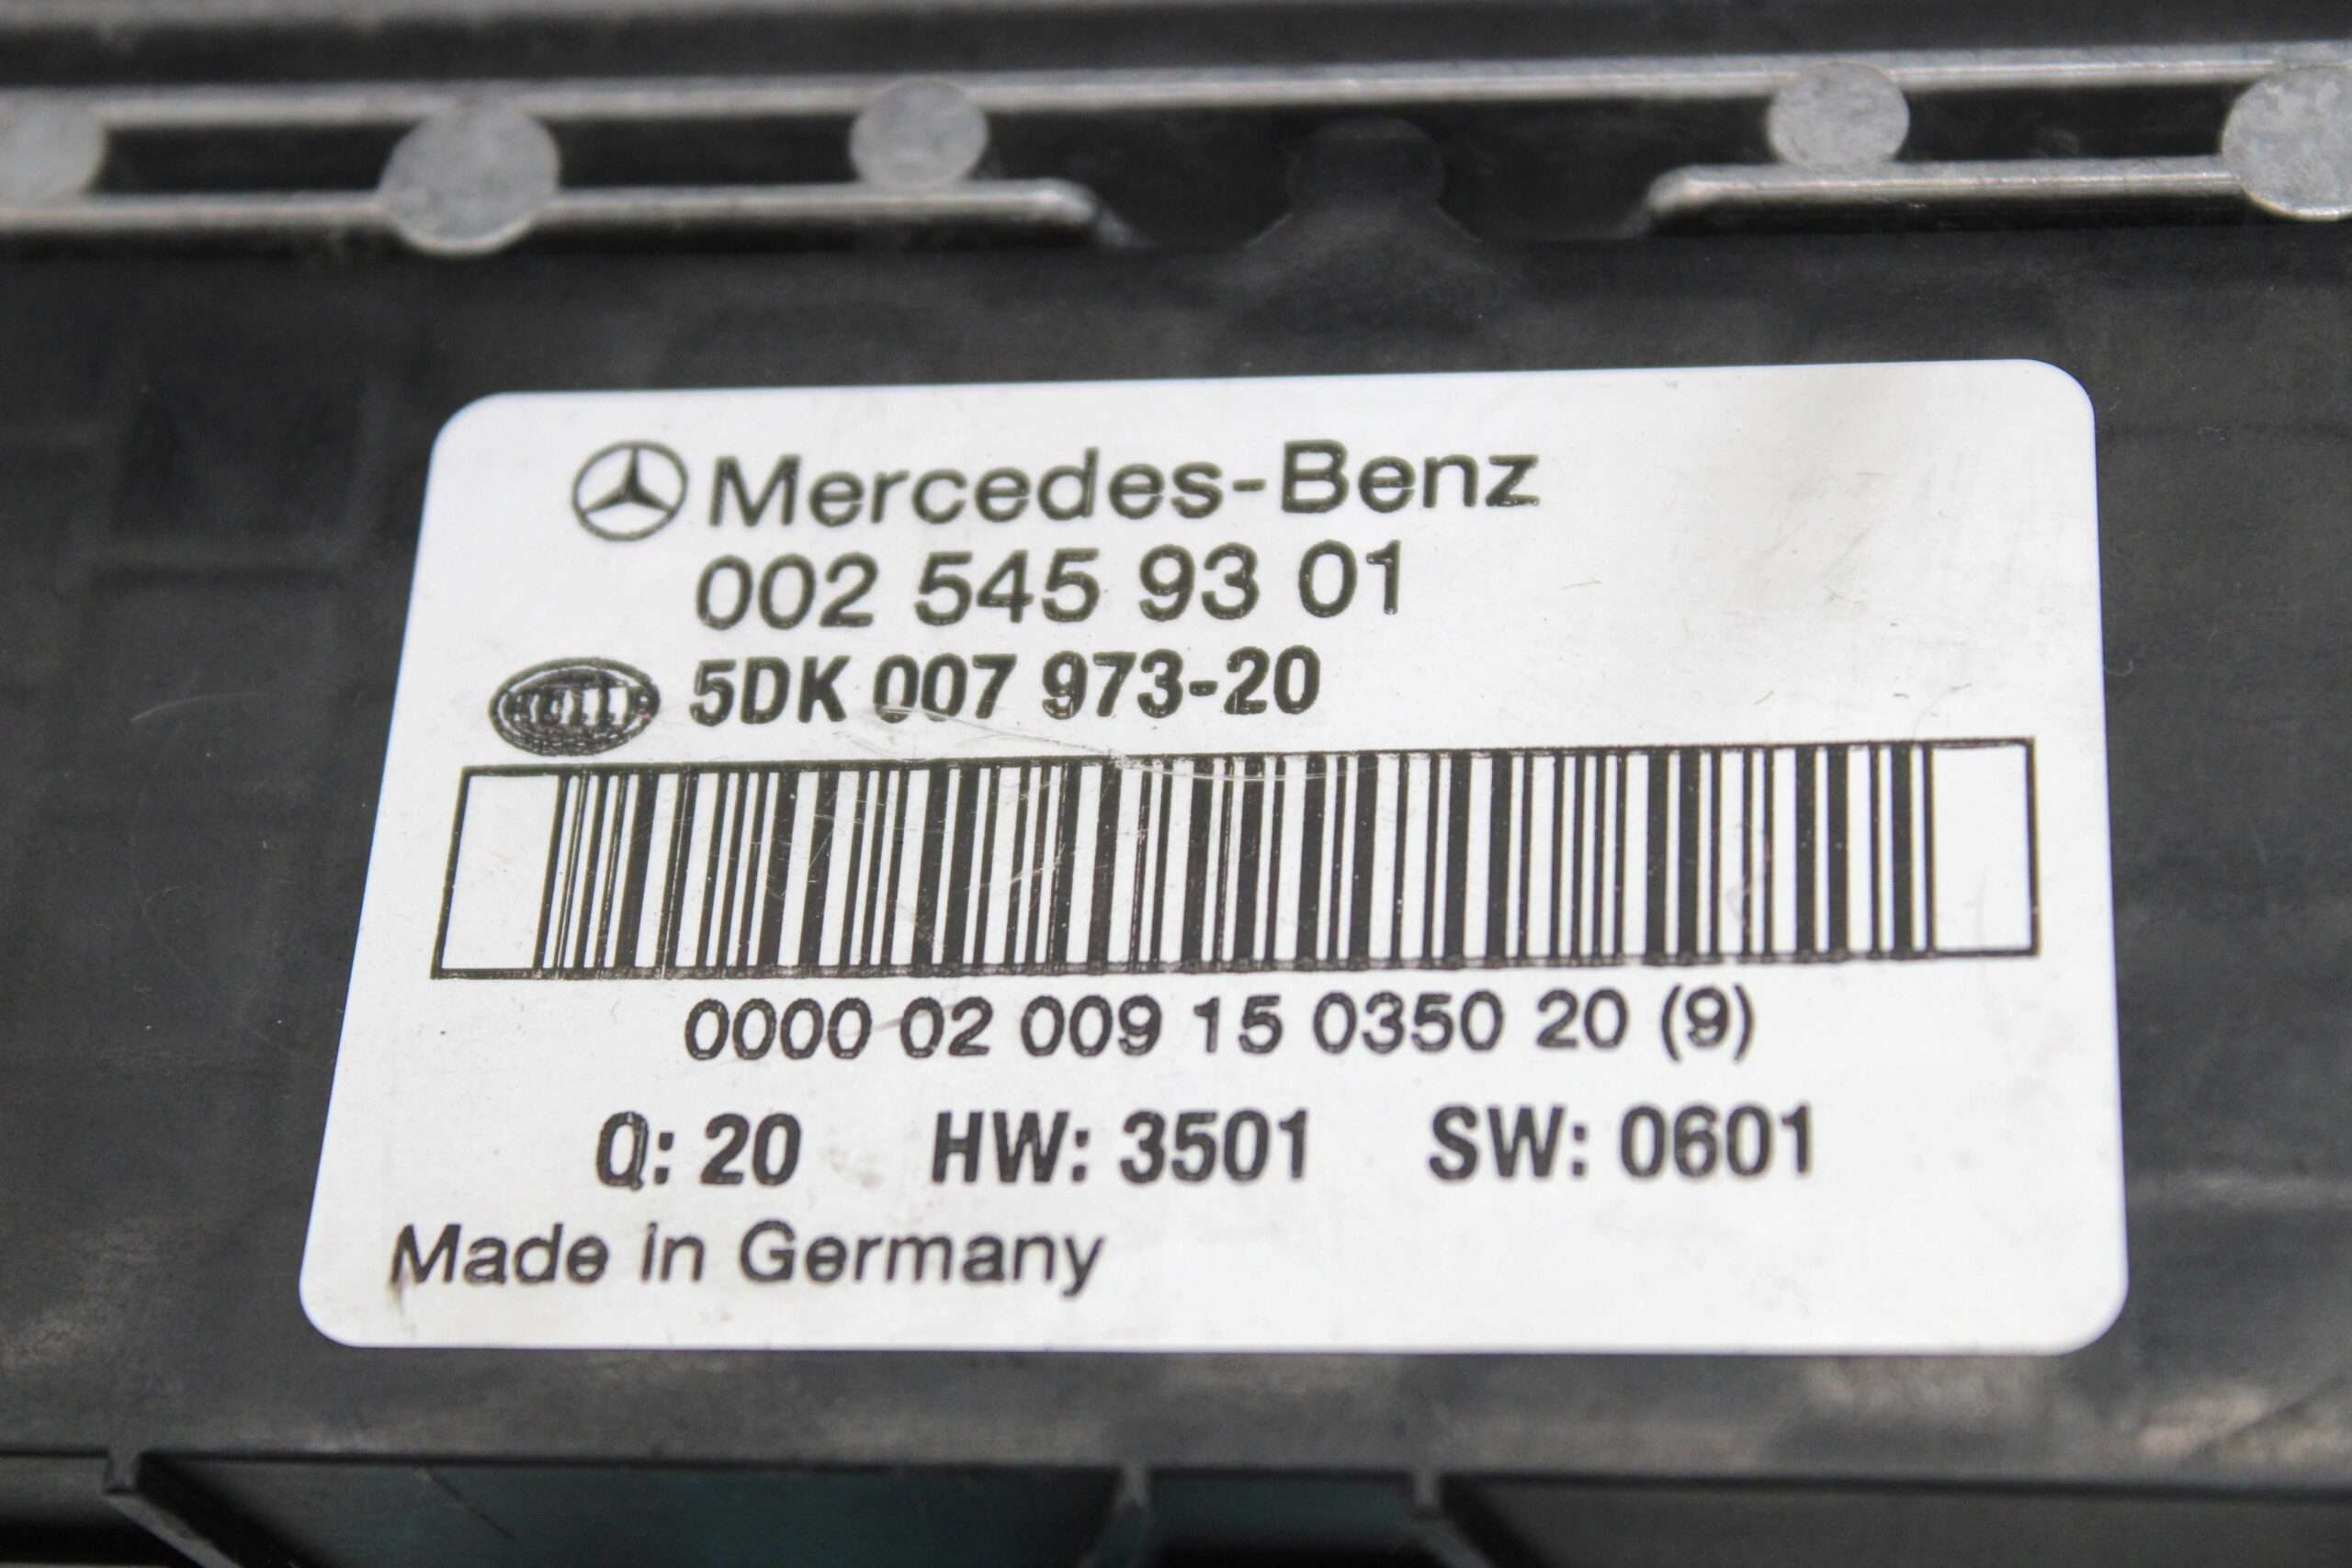 Mercedes-Benz
002 545 93 01
HELLA 5DK 007 973-20
0000 02 009 15 0350 20 (9)
Q: 20 HW: 3501 SW: 0601
Made in Germany